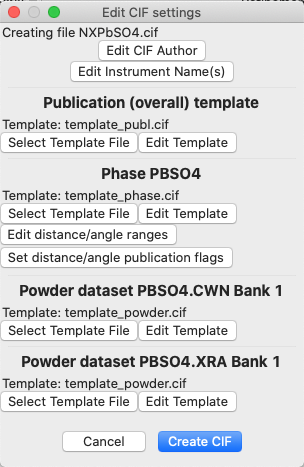 Edit CIF settings
Creating file NXPbSO4.cif
Edit CIF Author
Edit Instrument Name(s)
Publication (overall) template
Template: template_publ.cif
Select Template File Edit Template
Phase PBSO4
Template: template_phase.cif
Select Template File Edit Template
Edit distance/angle ranges
Set distance/angle publication flags
Powder dataset PBSO4.CWN Bank 1
Template: template_powder.cif
Select Template File Edit Template
Powder dataset PBSO4.XRA Bank 1
Template: template_powder.cif
Select Template File Edit Template
Cancel Create CIF